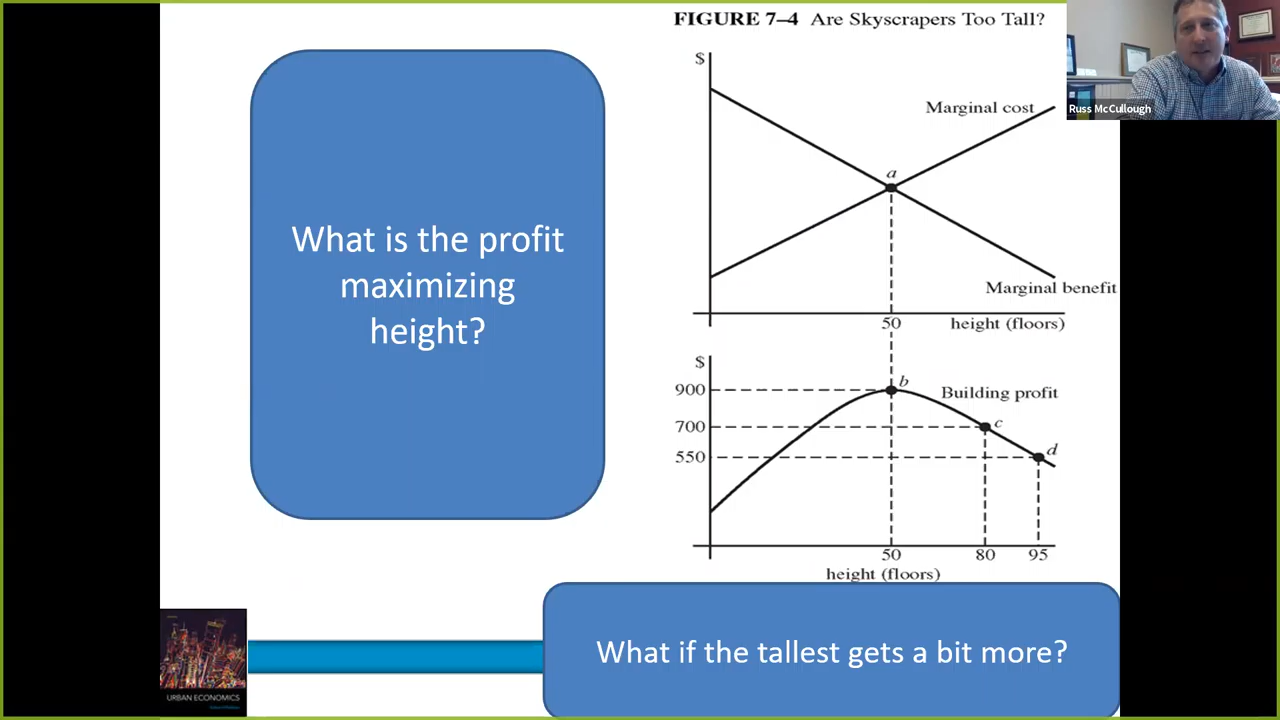 FIGURE 7–4 Are Skyscrapers Too Tall?
Russ McCullough
$
Marginal cost
a
Marginal benefit
50
height (floors)
What is the profit
maximizing
height?
$
900
700
550
b
Building profit
c
d
50
80
95
height (floors)
What if the tallest gets a bit more?
URBAN ECONOMICS